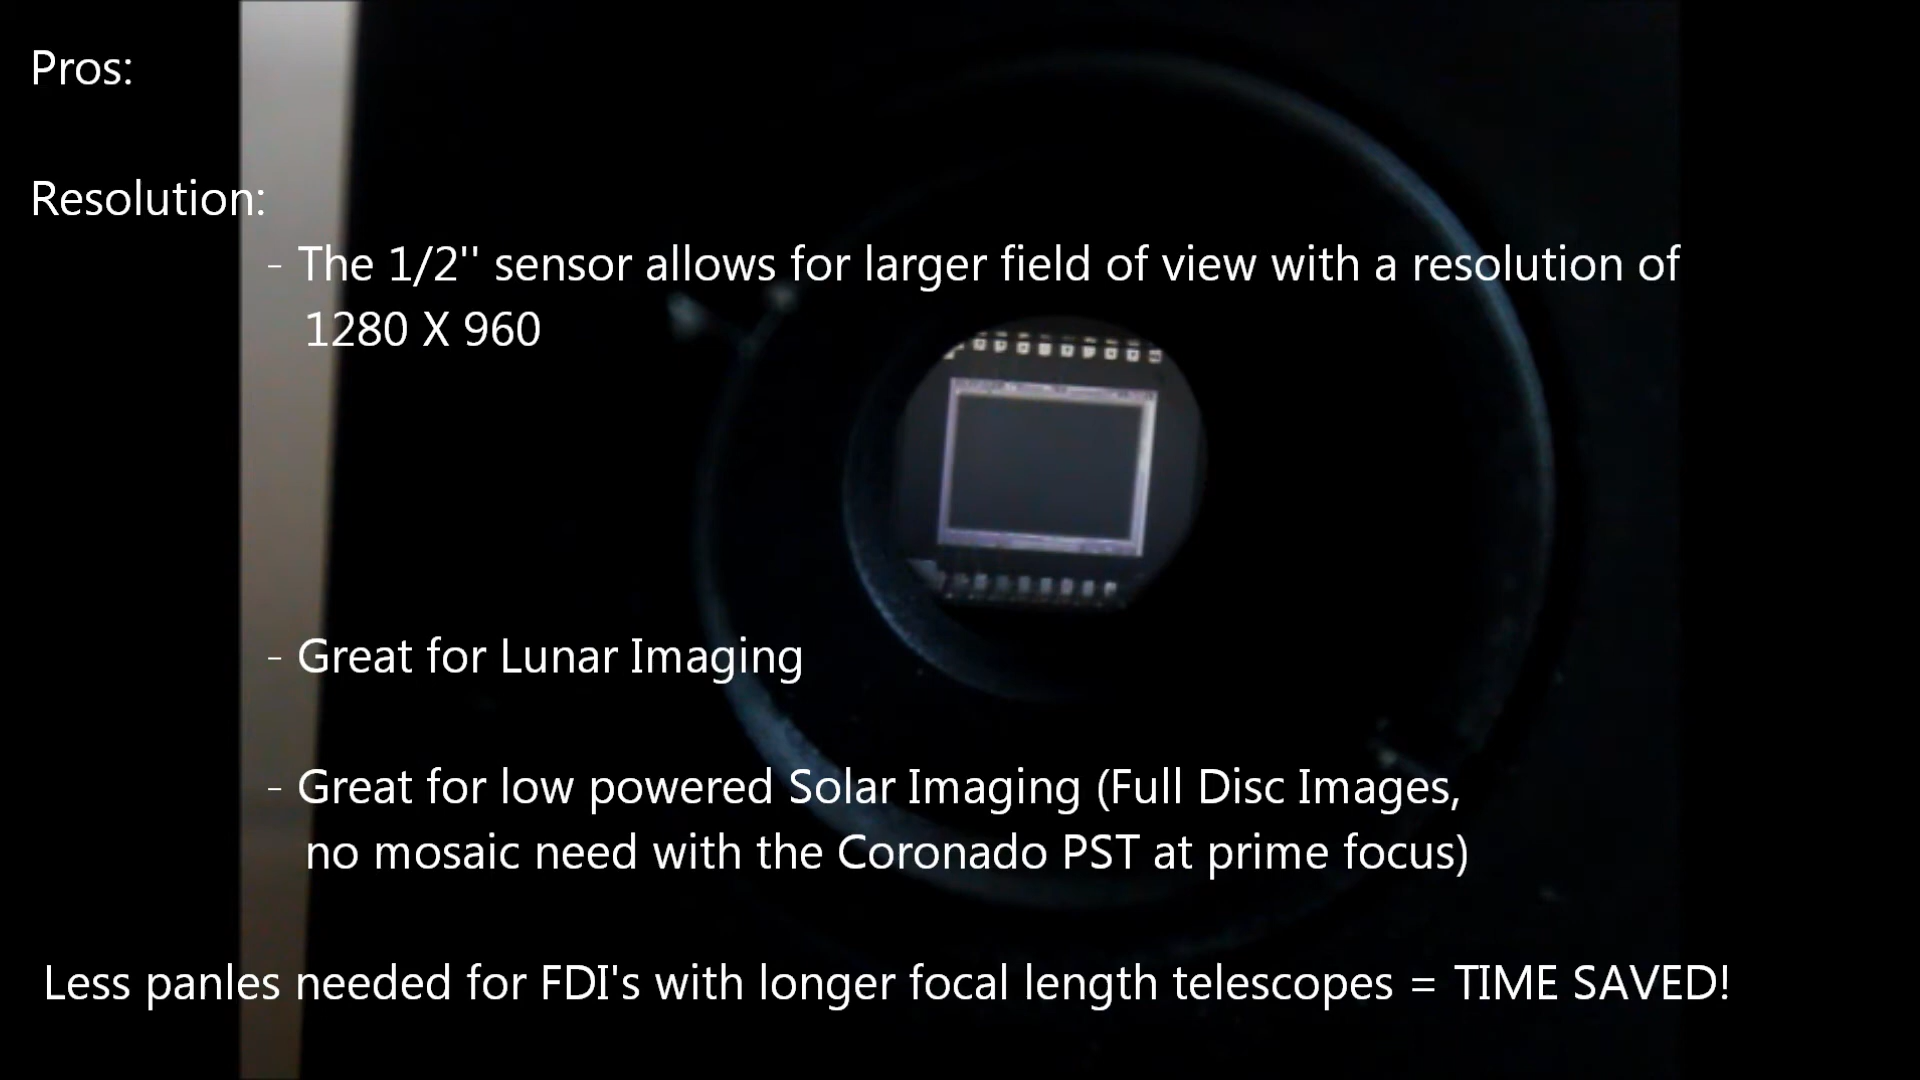 Pros:
Resolution:
- The 1/2'' sensor allows for larger field of view with a resolution of
1280 X 960
- Great for Lunar Imaging
- Great for low powered Solar Imaging (Full Disc Images,
no mosaic need with the Coronado PST at prime focus)
Less panles needed for FDI's with longer focal length telescopes = TIME SAVED!